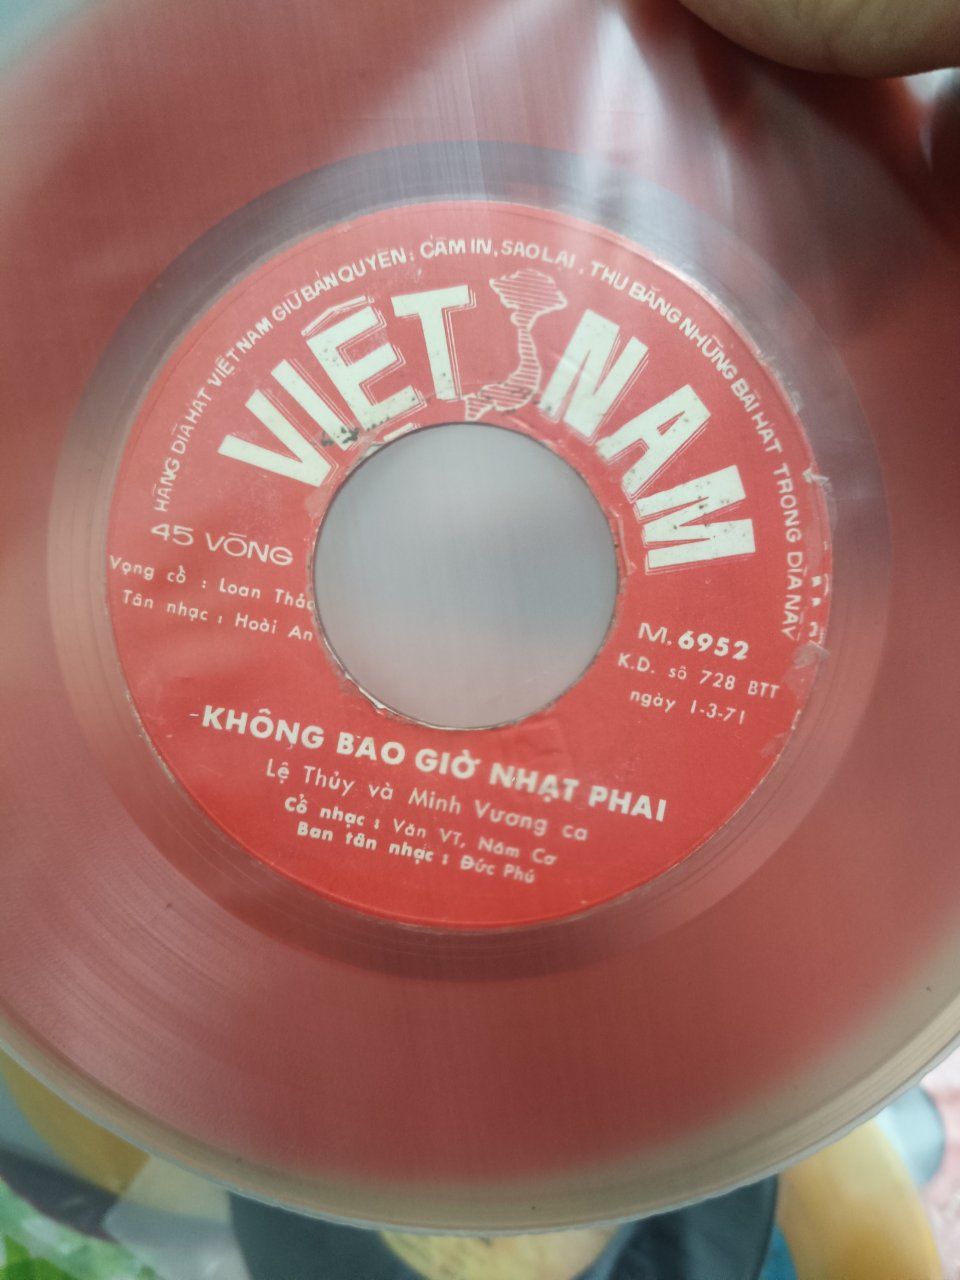 HÃNG DĨA HÁT VIỆT NAM GIỮ BẢN QUYỀN: CẤM IN, SAO LẠI, THU BĂNG NHỮNG BÀI HÁT TRONG DĨA NÀY
VIỆT NAM
45 VÒNG
Vọng cổ : Loan Thảo
Tân nhạc : Hoài An
M. 6952
K.D. số 728 BTT
ngày 1-3-71
-KHÔNG BAO GIỜ NHẠT PHAI
Lệ Thủy và Minh Vương ca
Cổ nhạc : Văn Vĩ, Năm Cơ
Ban tân nhạc : Đức Phú